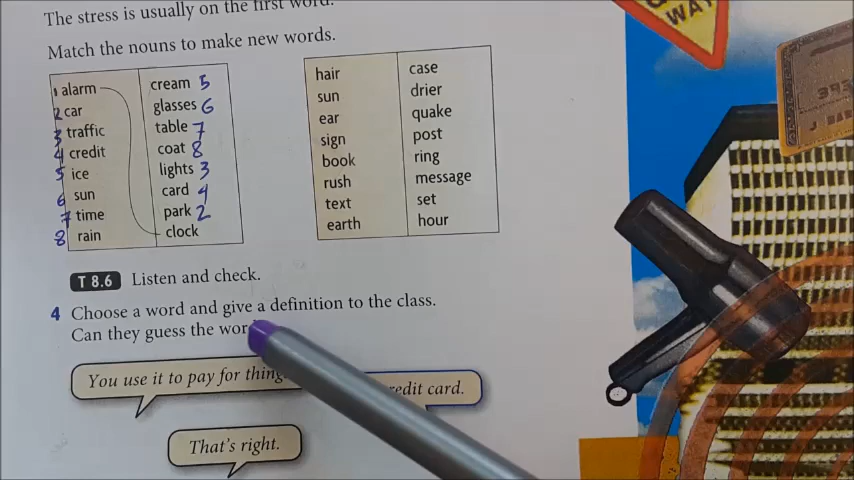 The stress is usually on the first word.
Match the nouns to make new words.
1 alarm
2 car
3 traffic
4 credit
5 ice
6 sun
7 time
8 rain
cream 5
glasses 6
table 7
coat 8
lights 3
card 4
park 2
clock
hair
sun
ear
sign
book
rush
text
earth
case
drier
quake
post
ring
message
set
hour
T 8.6 Listen and check.
4 Choose a word and give a definition to the class.
Can they guess the
You use it to pay for
card.
That's right.
WAY